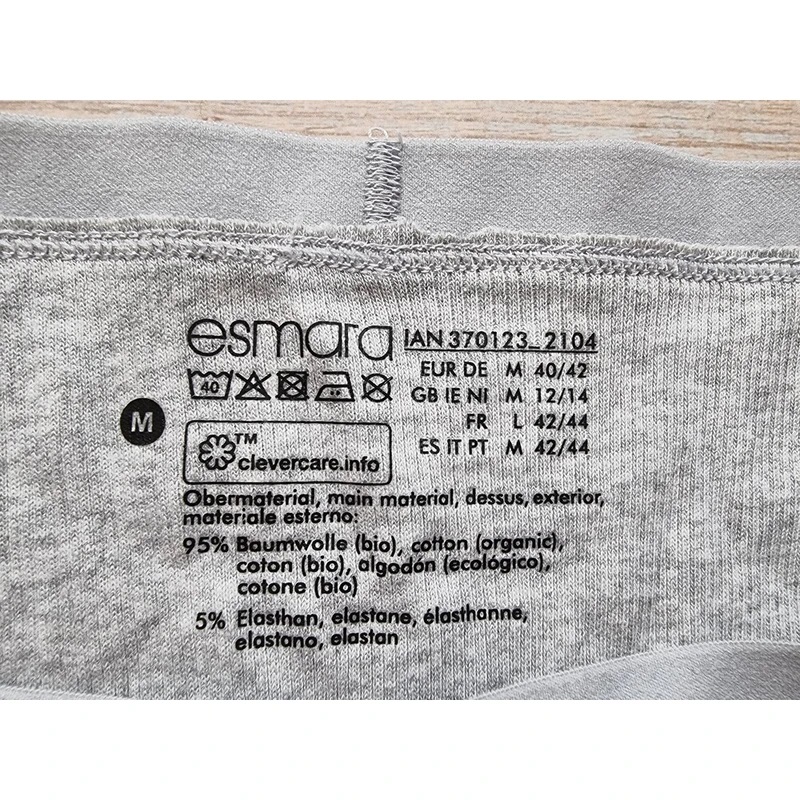 esmara
IAN 370123_2104
40
EUR DE M 40/42
GB IE NI M 12/14
FR L 42/44
ES IT PT M 42/44
M
TM
clevercare.info
Obermaterial, main material, dessus, exterior,
materiale esterno:
95% Baumwolle (bio), cotton (organic),
coton (bio), algodón (ecológico),
cotone (bio)
5% Elasthan, elastane, élasthanne,
elastano, elastan